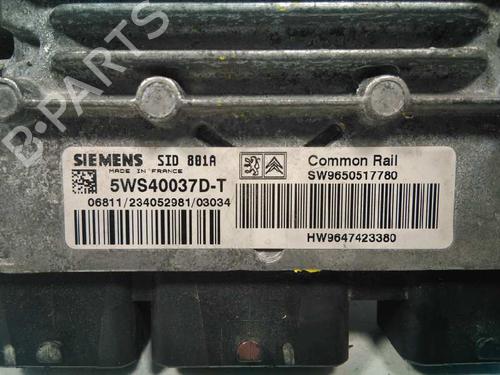 B-PARTS
SIEMENS SID 801A
MADE IN FRANCE
5WS40037D-T
06811/234052981/03034
Common Rail
SW9650517780
HW9647423380